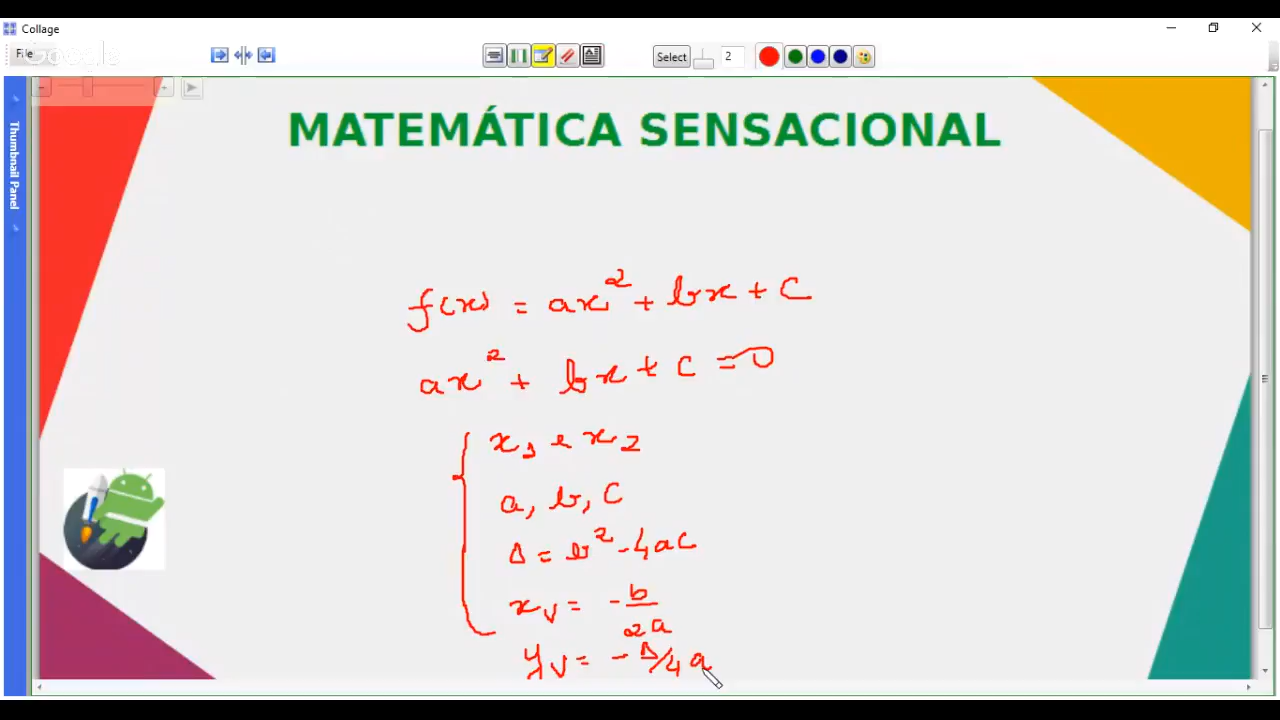 Collage
File
Google
Select
2
Thumbnail Panel
MATEMÁTICA SENSACIONAL
f(x) = ax² + bx + c
ax² + bx + c = 0
x₁ e x₂
a, b, c
Δ = b² - 4ac
xᵥ = -b/2a
yᵥ = -Δ/4a